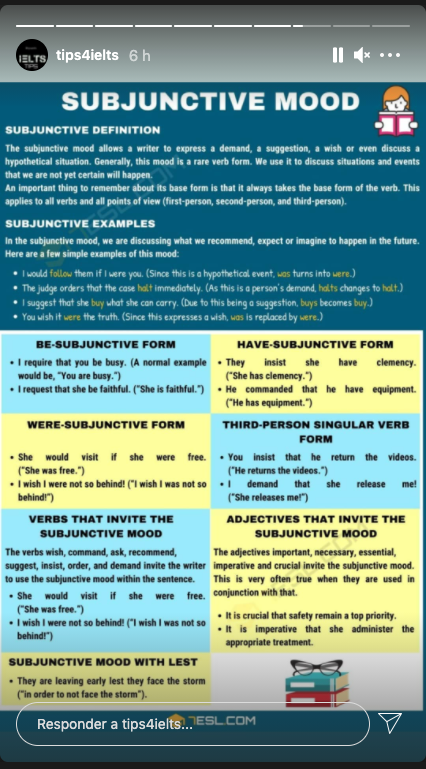 tips4ielts 6 h
IELTS
TIPS
SUBJUNCTIVE MOOD
SUBJUNCTIVE DEFINITION
The subjunctive mood allows a writer to express a demand, a suggestion, a wish or even discuss a
hypothetical situation. Generally, this mood is a rare verb form. We use it to discuss situations and events
that we are not yet certain will happen.
An important thing to remember about its base form is that it always takes the base form of the verb. This
applies to all verbs and all points of view (first-person, second-person, and third-person).
SUBJUNCTIVE EXAMPLES
In the subjunctive mood, we are discussing what we recommend, expect or imagine to happen in the future.
Here are a few simple examples of this mood:
• I would follow them if I were you. (Since this is a hypothetical event, was turns into were.)
• The judge orders that the case halt immediately. (As this is a person's demand, halts changes to halt.)
• I suggest that she buy what she can carry. (Due to this being a suggestion, buys becomes buy.)
• You wish it were the truth. (Since this expresses a wish, was is replaced by were.)
BE-SUBJUNCTIVE FORM
• I require that you be busy. (A normal example
would be, "You are busy.")
• I request that she be faithful. ("She is faithful.")
HAVE-SUBJUNCTIVE FORM
• They insist she have clemency.
("She has clemency.")
• He commanded that he have equipment.
("He has equipment.")
WERE-SUBJUNCTIVE FORM
• She would visit if she were free.
("She was free.")
• I wish I were not so behind! ("I wish I was not so
behind!")
THIRD-PERSON SINGULAR VERB
FORM
• You insist that he return the videos.
("He returns the videos.")
• I demand that she release me!
("She releases me!")
VERBS THAT INVITE THE
SUBJUNCTIVE MOOD
The verbs wish, command, ask, recommend,
suggest, insist, order, and demand invite the writer
to use the subjunctive mood within the sentence.
• She would visit if she were free.
("She was free.")
• I wish I were not so behind! ("I wish I was not so
behind!")
ADJECTIVES THAT INVITE THE
SUBJUNCTIVE MOOD
The adjectives important, necessary, essential,
imperative and crucial invite the subjunctive mood.
This is very often true when they are used in
conjunction with that.
• It is crucial that safety remain a top priority.
• It is imperative that she administer the
appropriate treatment.
SUBJUNCTIVE MOOD WITH LEST
• They are leaving early lest they face the storm
("in order to not face the storm").
7ESL.COM
Responder a tips4ielts...